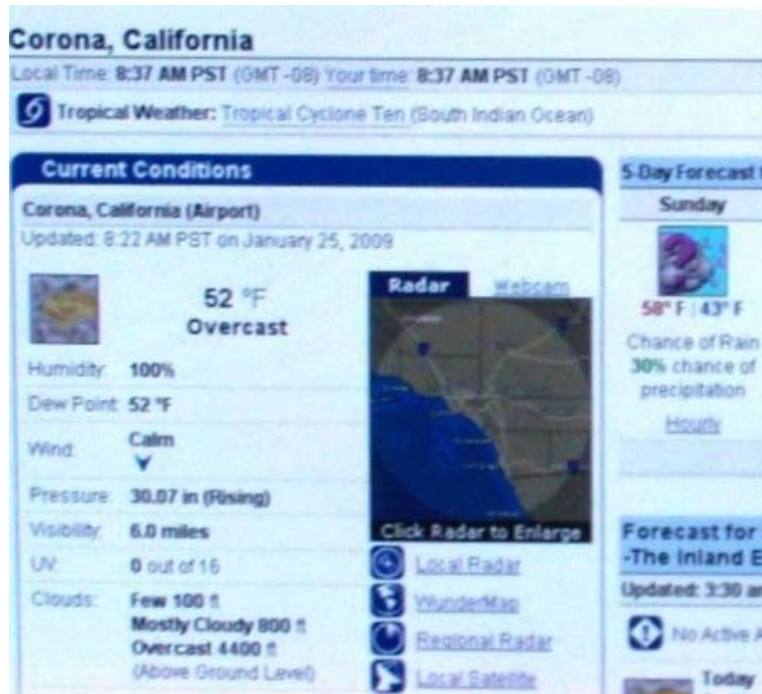 Corona, California
Local Time: 8:37 AM PST (GMT -08) Your time: 8:37 AM PST (GMT -08)
Tropical Weather: Tropical Cyclone Ten (South Indian Ocean)
Current Conditions
Corona, California (Airport)
Updated: 8:22 AM PST on January 25, 2009
52 °F
Overcast
Humidity: 100%
Dew Point: 52 °F
Wind: Calm
Pressure: 30.07 in (Rising)
Visibility: 6.0 miles
UV: 0 out of 16
Clouds: Few 100 ft
Mostly Cloudy 800 ft
Overcast 4400 ft
(Above Ground Level)
Radar Webcam
Click Radar to Enlarge
Local Radar
WunderMap
Regional Radar
Local Satellite
5-Day Forecast
Sunday
58° F | 43° F
Chance of Rain
30% chance of
precipitation
Hourly
Forecast for
-The Inland E
Updated: 3:30 a
No Active A
Today